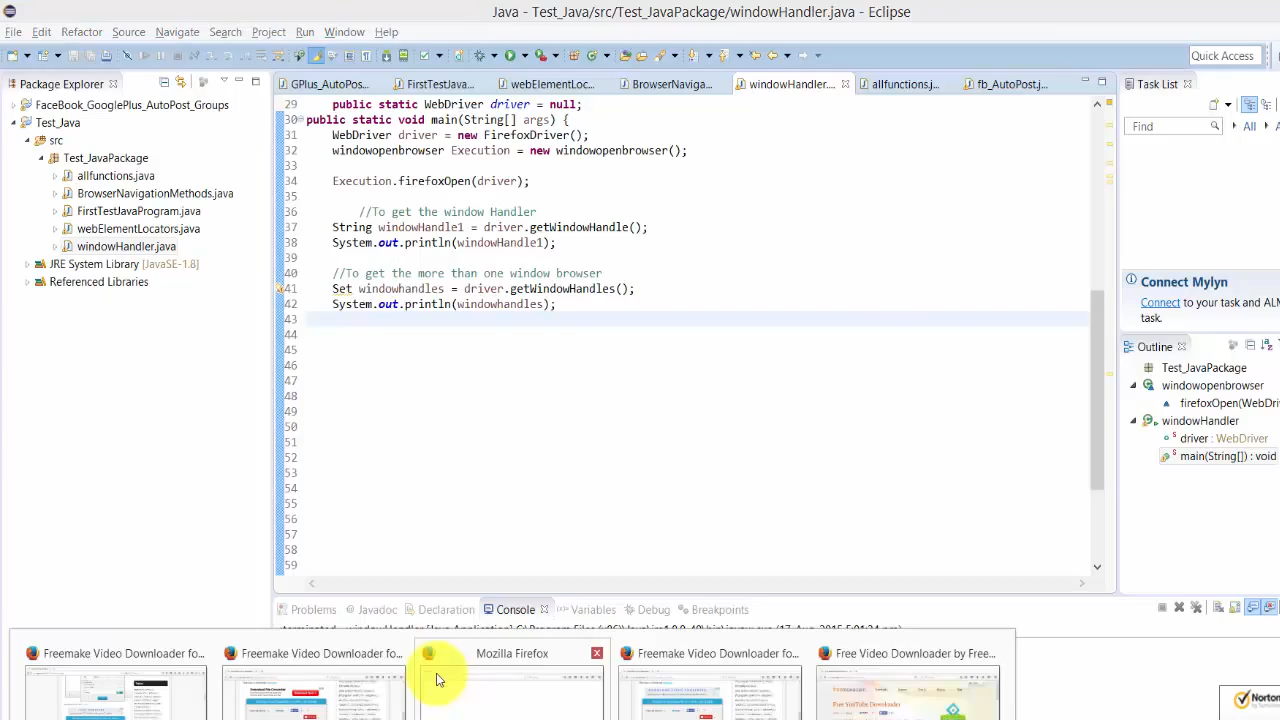 Java - Test_Java/src/Test_JavaPackage/windowHandler.java - Eclipse
File Edit Refactor Source Navigate Search Project Run Window Help
Quick Access
Package Explorer
GPlus_AutoPos...
FirstTestJava...
webElementLoc...
BrowserNaviga...
windowHandler....
allfunctions.java
fb_AutoPost.j...
Task List
FaceBook_GooglePlus_AutoPost_Groups
Test_Java
src
Test_JavaPackage
allfunctions.java
BrowserNavigationMethods.java
FirstTestJavaProgram.java
webElementLocators.java
windowHandler.java
JRE System Library [JavaSE-1.8]
Referenced Libraries
29 public static WebDriver driver = null;
30 public static void main(String[] args) {
31 WebDriver driver = new FirefoxDriver();
32 windowopenbrowser Execution = new windowopenbrowser();
33
34 Execution.firefoxOpen(driver);
35
36 //To get the window Handler
37 String windowHandle1 = driver.getWindowHandle();
38 System.out.println(windowHandle1);
39
40 //To get the more than one window browser
41 Set windowhandles = driver.getWindowHandles();
42 System.out.println(windowhandles);
43
44
45
46
47
48
49
50
51
52
53
54
55
56
57
58
59
Find
All
A
Connect Mylyn
Connect to your task and ALM
task.
Outline
Test_JavaPackage
windowopenbrowser
firefoxOpen(WebDri
windowHandler
driver : WebDriver
main(String[]) : void
Problems Javadoc Declaration Console Variables Debug Breakpoints
Freemake Video Downloader fo...
Freemake Video Downloader fo...
Mozilla Firefox
Freemake Video Downloader fo...
Free Video Downloader by Free...